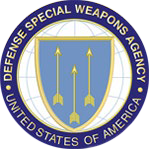 DEFENSE SPECIAL WEAPONS AGENCY
UNITED STATES OF AMERICA